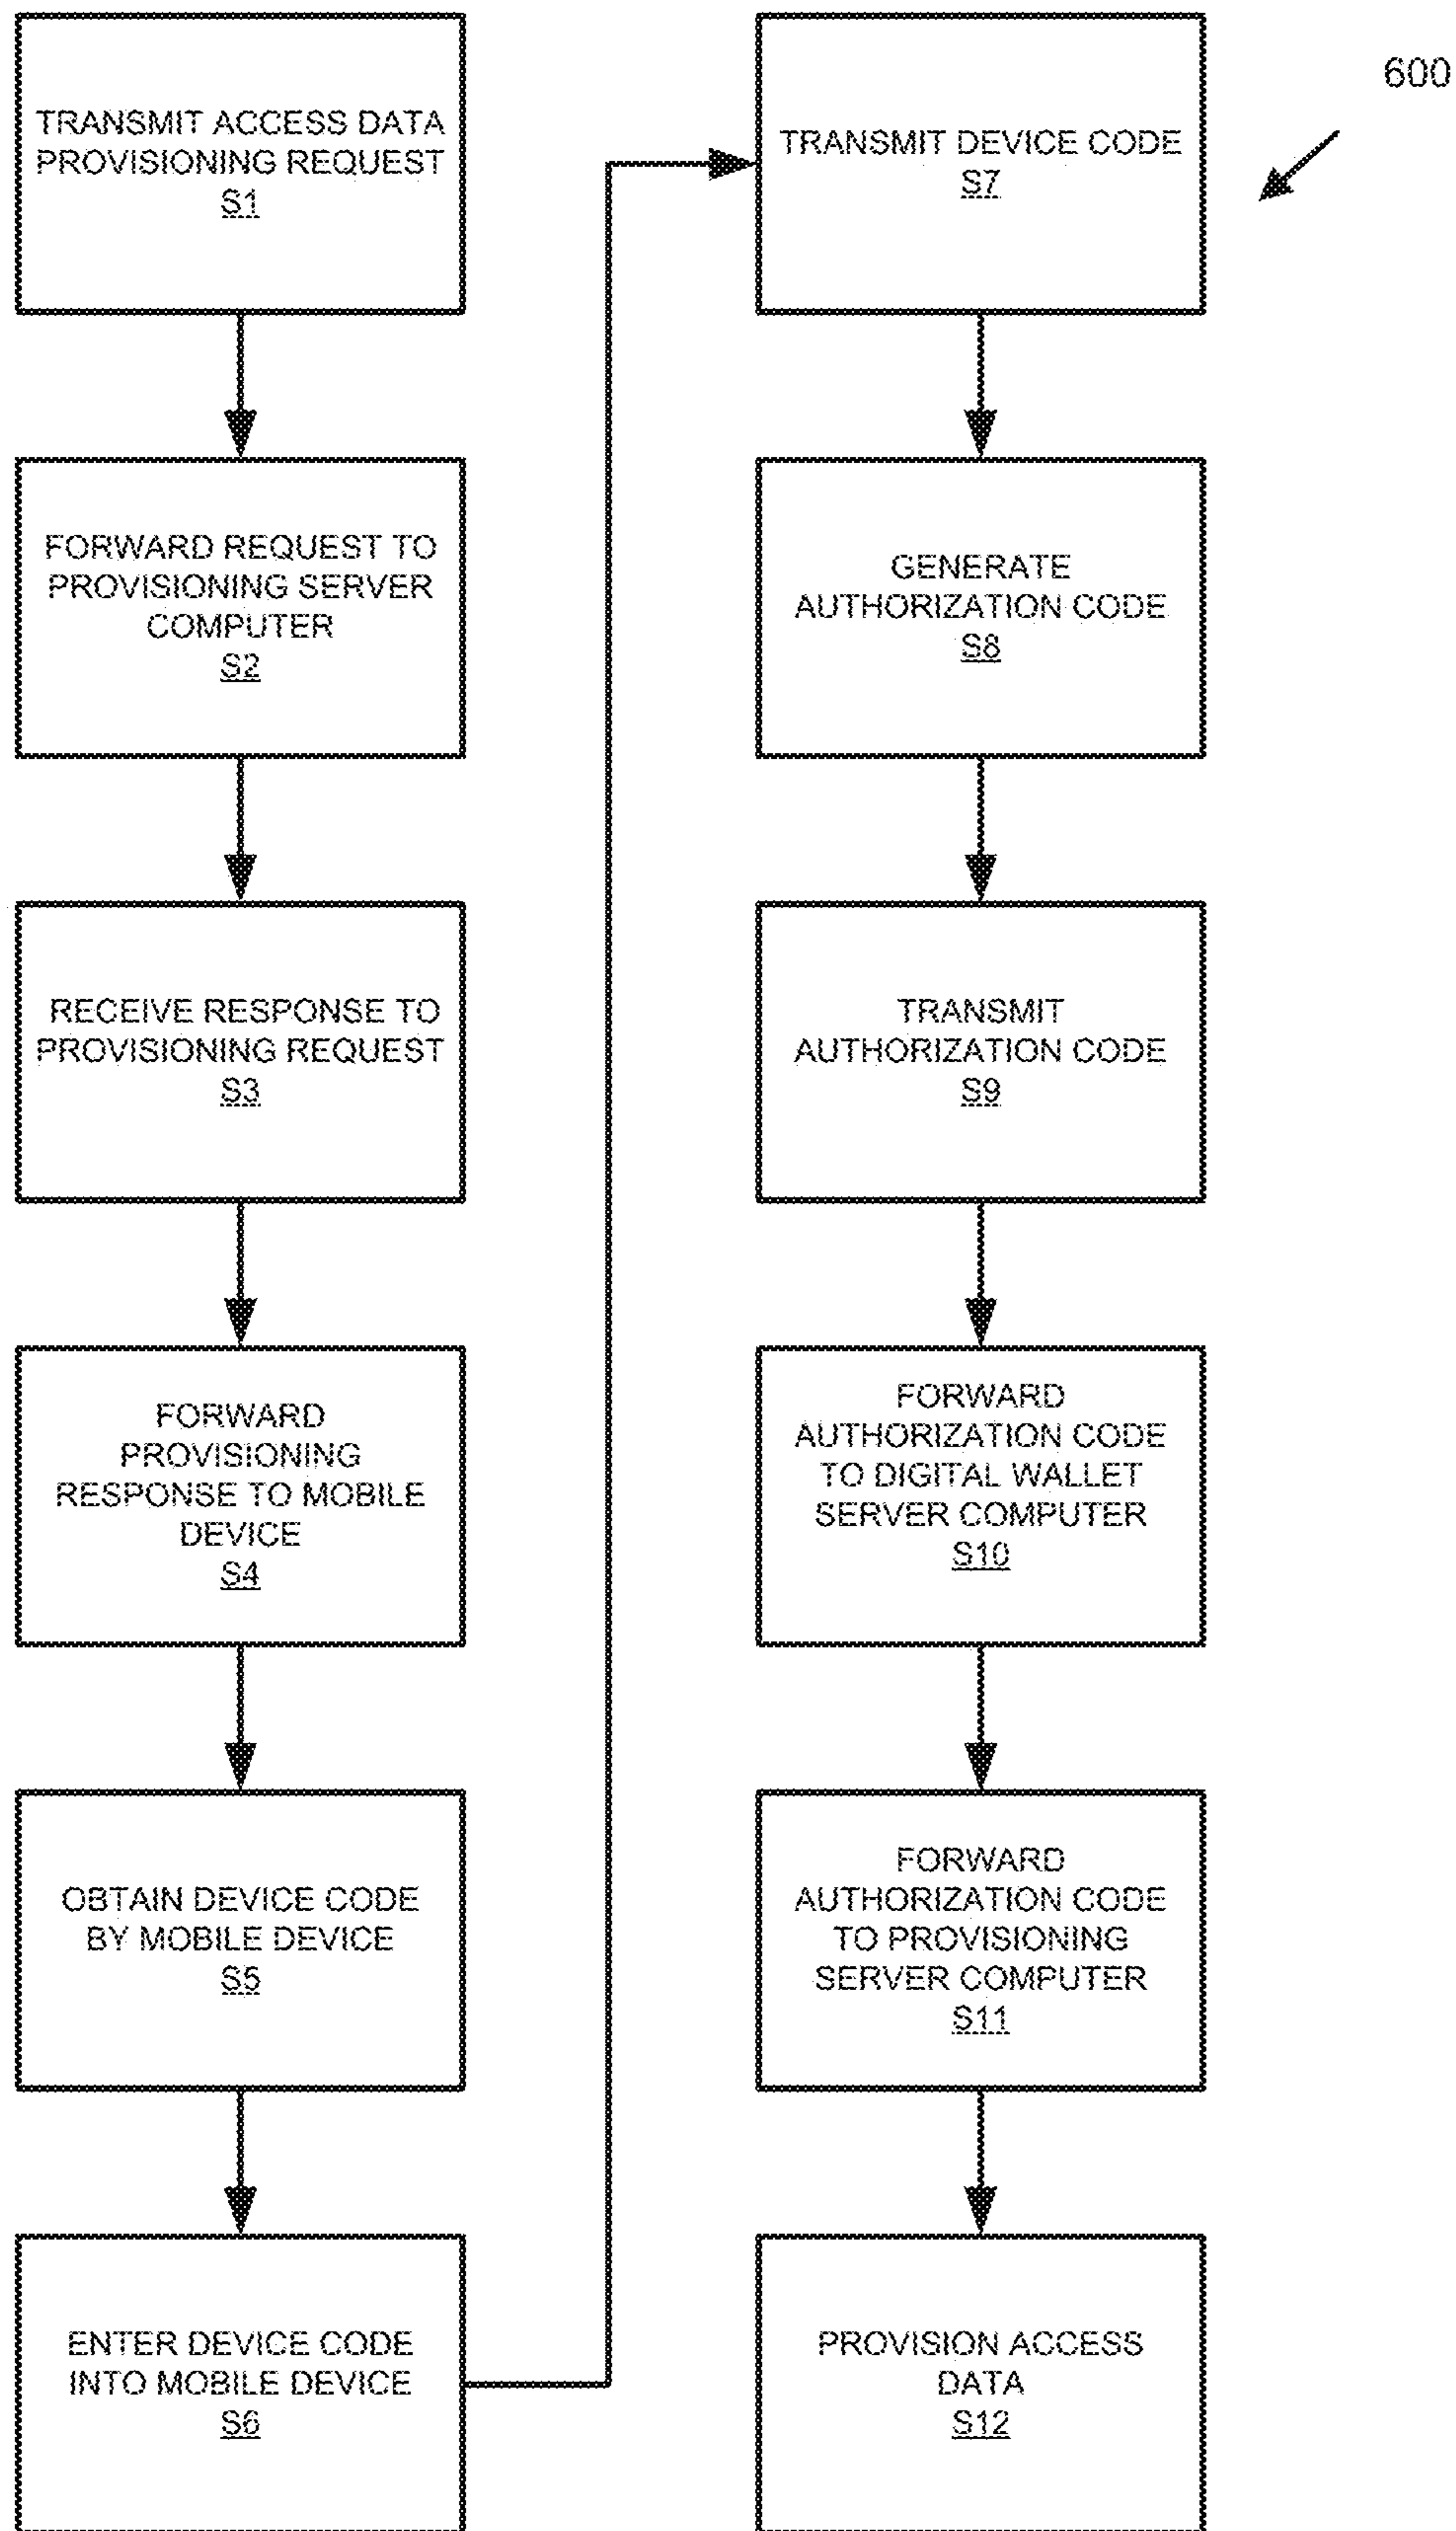 TRANSMIT ACCESS DATA
PROVISIONING REQUEST
S1
FORWARD REQUEST TO
PROVISIONING SERVER
COMPUTER
S2
RECEIVE RESPONSE TO
PROVISIONING REQUEST
S3
FORWARD
PROVISIONING
RESPONSE TO MOBILE
DEVICE
S4
OBTAIN DEVICE CODE
BY MOBILE DEVICE
S5
ENTER DEVICE CODE
INTO MOBILE DEVICE
S6
TRANSMIT DEVICE CODE
S7
GENERATE
AUTHORIZATION CODE
S8
TRANSMIT
AUTHORIZATION CODE
S9
FORWARD
AUTHORIZATION CODE
TO DIGITAL WALLET
SERVER COMPUTER
S10
FORWARD
AUTHORIZATION CODE
TO PROVISIONING
SERVER COMPUTER
S11
PROVISION ACCESS
DATA
S12
600